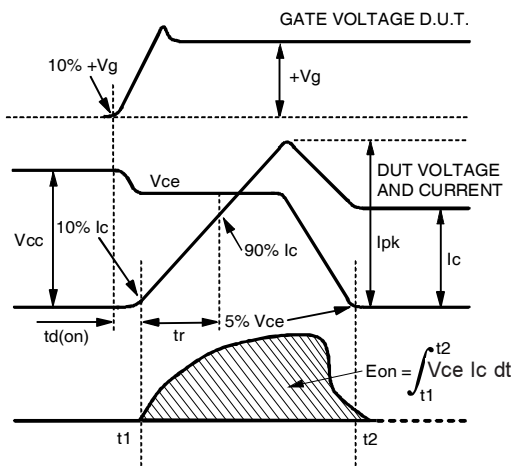 GATE VOLTAGE D.U.T.
10% +Vg
+Vg
Vce
DUT VOLTAGE
AND CURRENT
Vcc
10% Ic
90% Ic
Ipk
Ic
td(on)
tr
5% Vce
Eon = ∫ Vce Ic dt
t2
t1
t1
t2